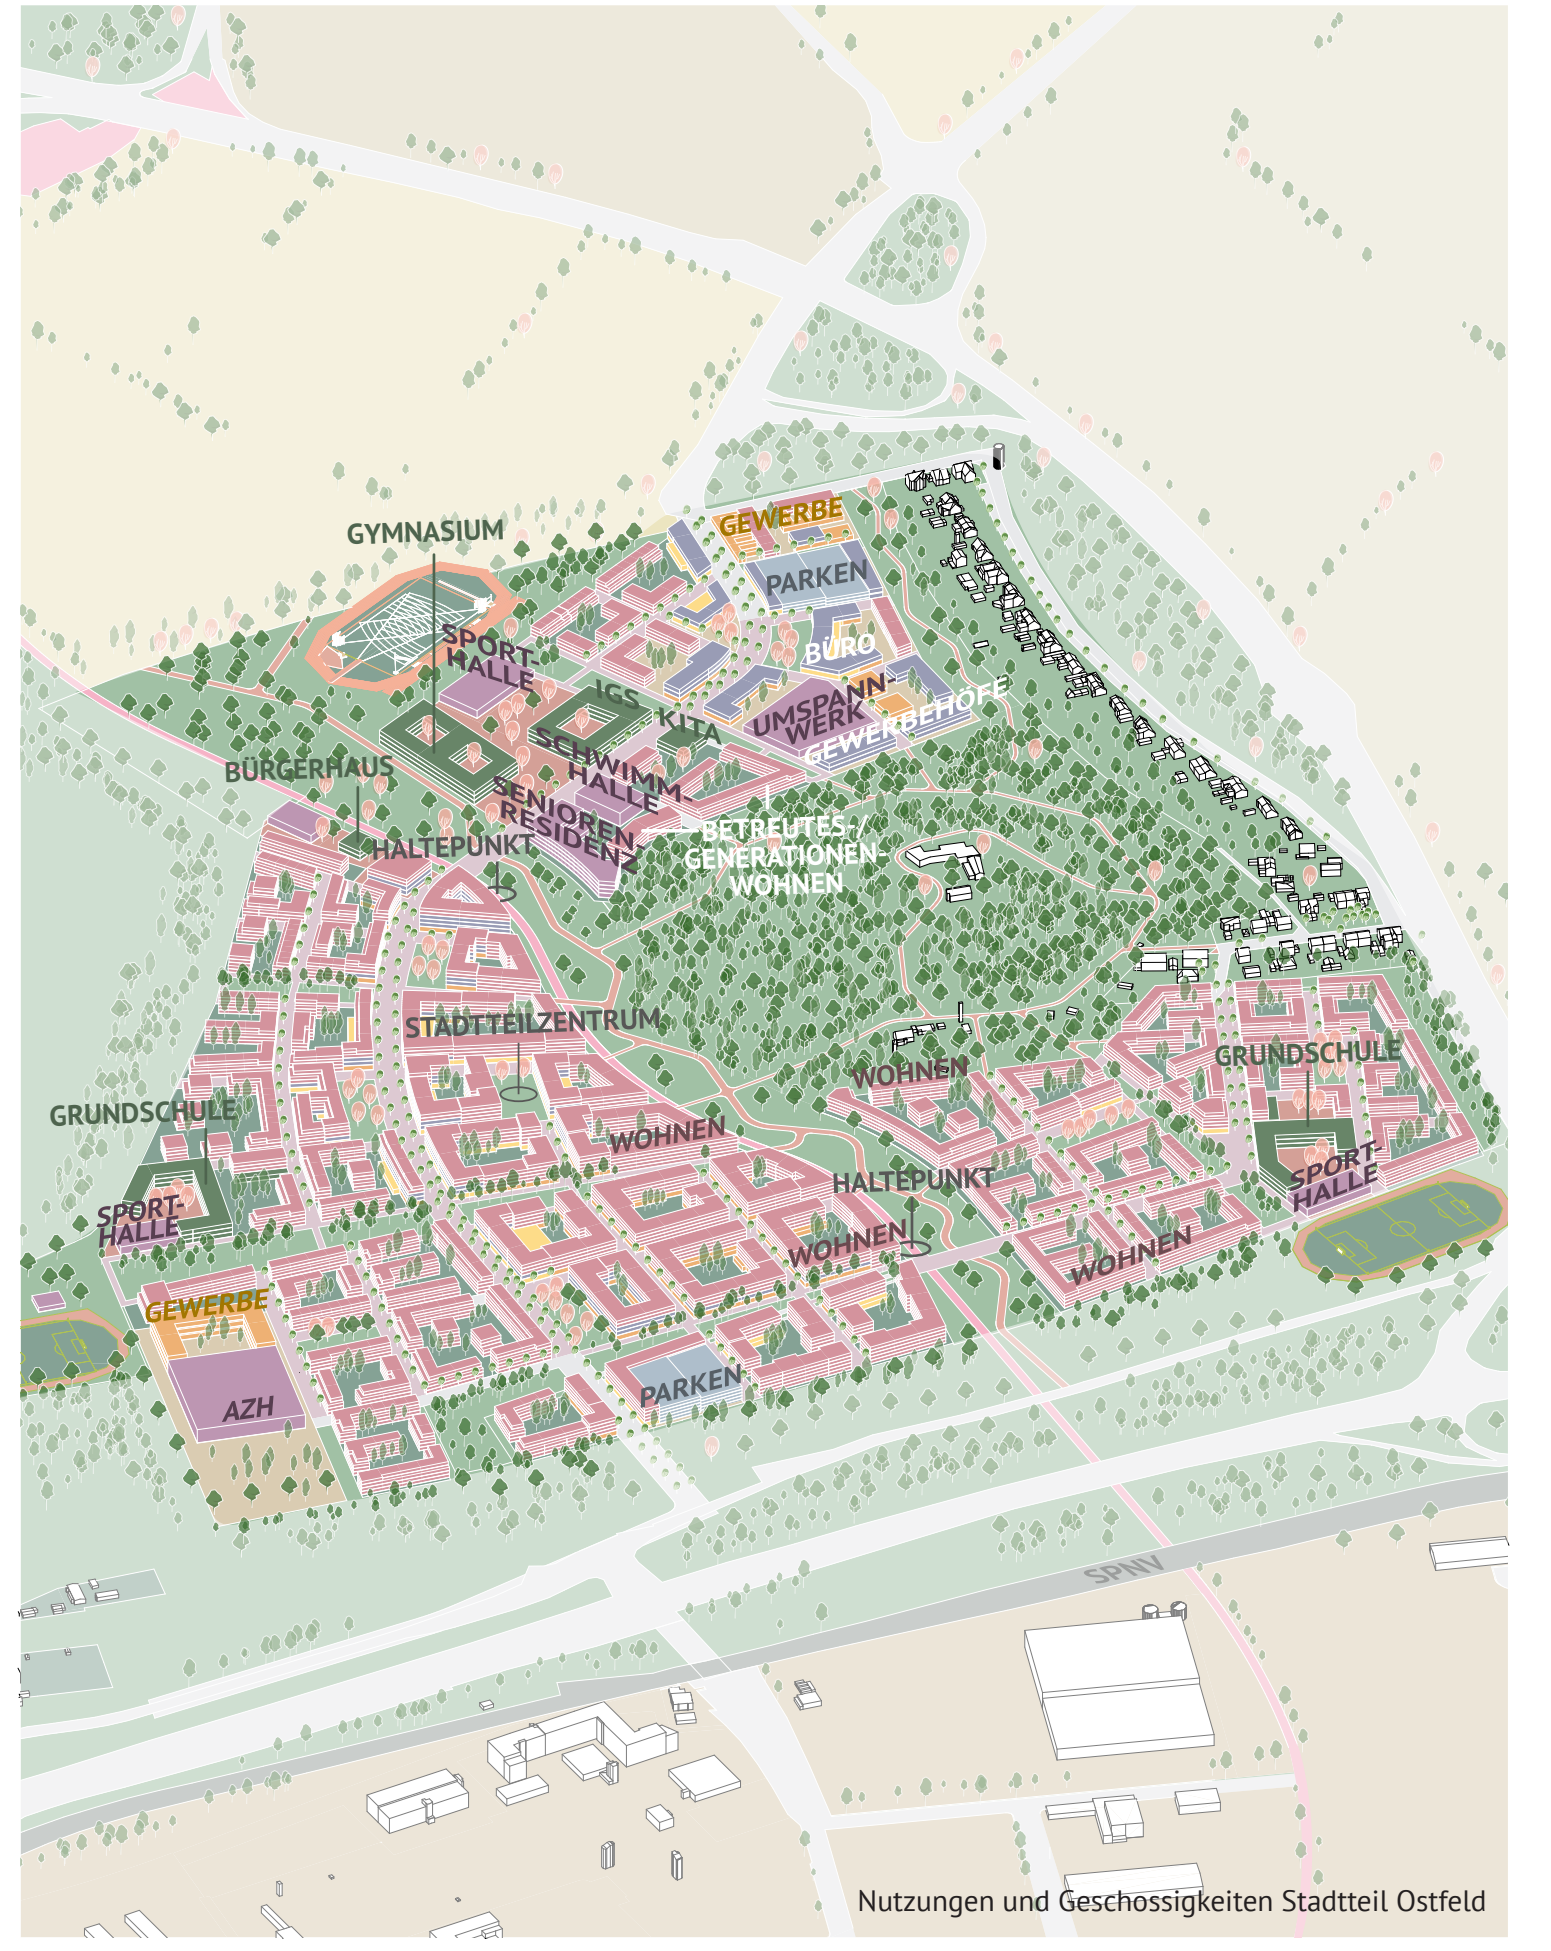 GEWERBE
GYMNASIUM
PARKEN
SPORT-
HALLE
BÜRO
IGS
KITA
UMSPANN-
WERK
GEWERBEHÖFE
SCHWIMM-
HALLE
BÜRGERHAUS
SENIOREN-
RESIDENZ
HALTEPUNKT
BETREUTES-/
GENERATIONEN-
WOHNEN
STADTTEILZENTRUM
WOHNEN
GRUNDSCHULE
GRUNDSCHULE
WOHNEN
SPORT-
HALLE
HALTEPUNKT
SPORT-
HALLE
WOHNEN
WOHNEN
GEWERBE
PARKEN
AZH
SPNV
Nutzungen und Geschossigkeiten Stadtteil Ostfeld